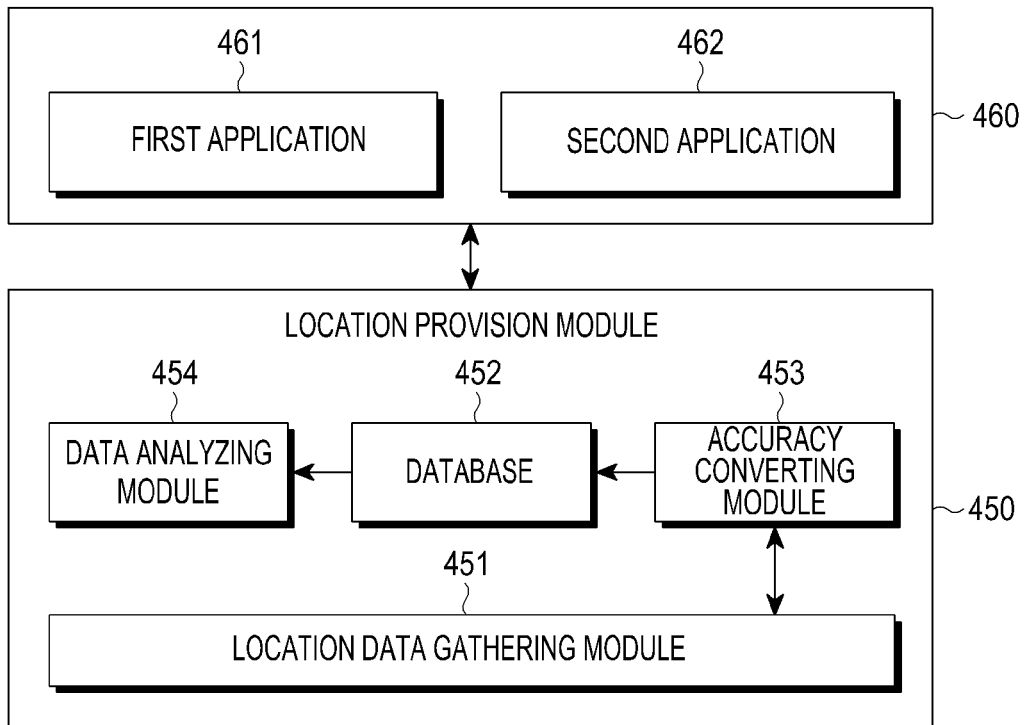 461
462
FIRST APPLICATION
SECOND APPLICATION
460
LOCATION PROVISION MODULE
454
452
453
DATA ANALYZING
MODULE
DATABASE
ACCURACY
CONVERTING
MODULE
450
451
LOCATION DATA GATHERING MODULE